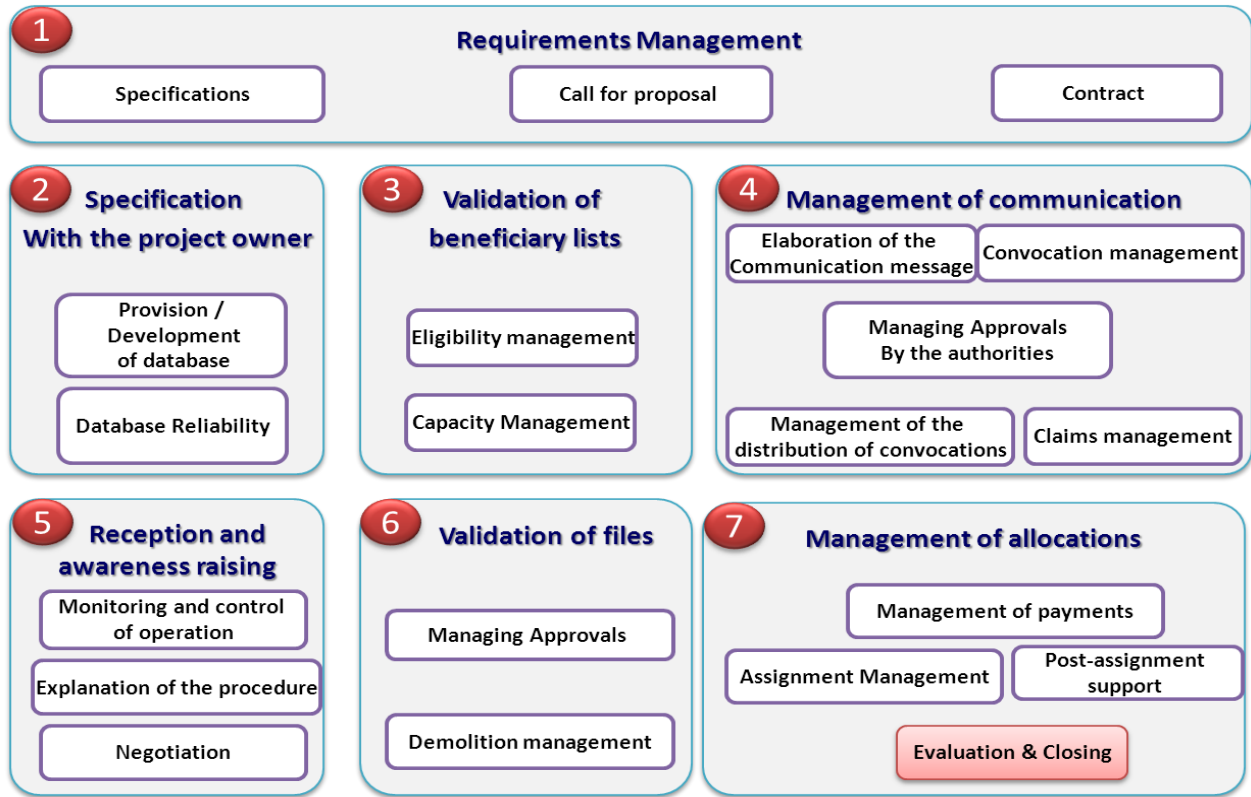 1
Requirements Management
Specifications
Call for proposal
Contract
2
Specification
With the project owner
Provision /
Development
of database
Database Reliability
3
Validation of
beneficiary lists
Eligibility management
Capacity Management
4
Management of communication
Elaboration of the
Communication message
Convocation management
Managing Approvals
By the authorities
Management of the
distribution of convocations
Claims management
5
Reception and
awareness raising
Monitoring and control
of operation
Explanation of the procedure
Negotiation
6
Validation of files
Managing Approvals
Demolition management
7
Management of allocations
Management of payments
Assignment Management
Post-assignment
support
Evaluation & Closing